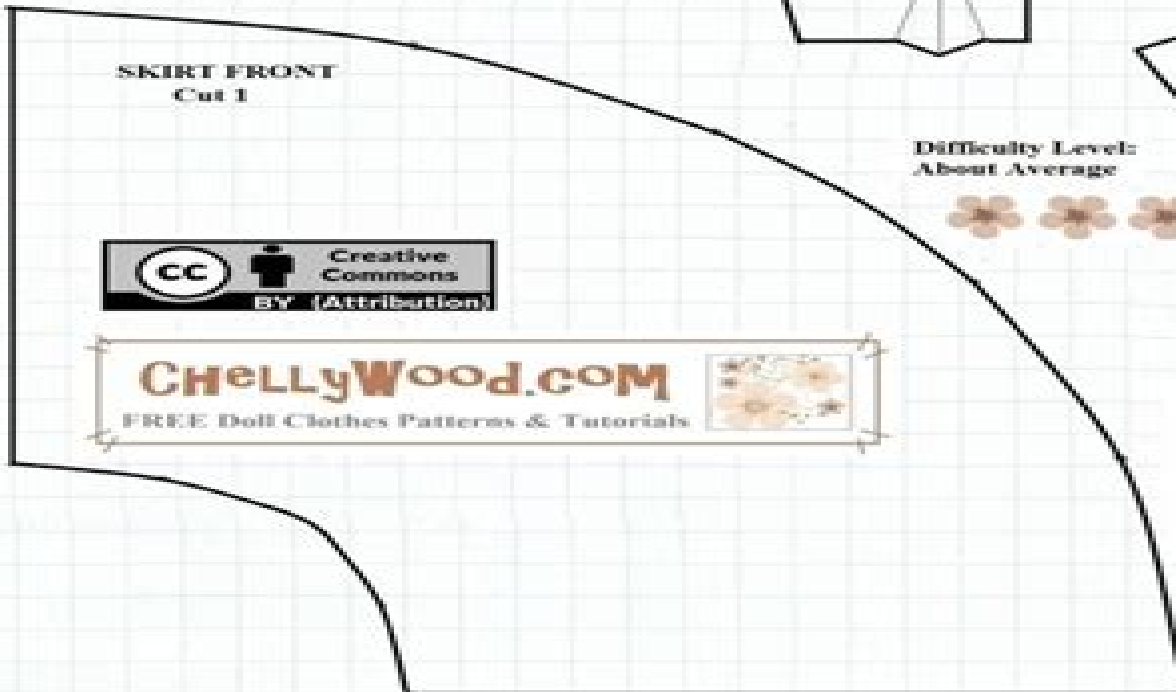 SKIRT FRONT
Cut 1
Difficulty Level:
About Average
CC
Creative
Commons
BY (Attribution)
CHeLLyWood.coM
FREE Doll Clothes Patterns & Tutorials